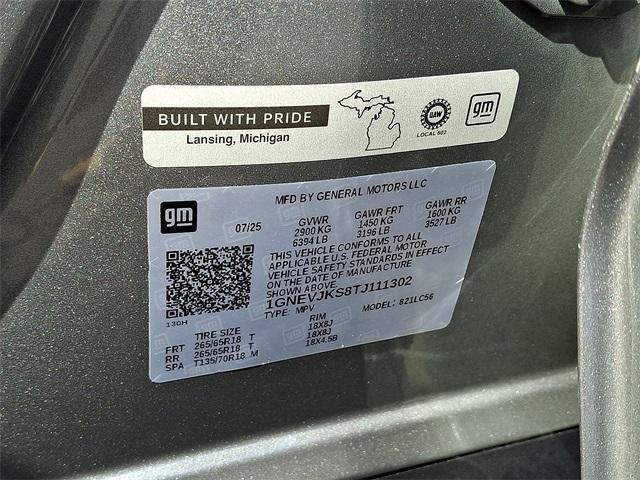 BUILT WITH PRIDE
Lansing, Michigan
UAW
LOCAL 602
gm
MFD BY GENERAL MOTORS LLC
gm
07/25
GVWR GAWR FRT GAWR RR
2900 KG 1450 KG 1600 KG
6394 LB 3196 LB 3527 LB
THIS VEHICLE CONFORMS TO ALL
APPLICABLE U.S. FEDERAL MOTOR
VEHICLE SAFETY STANDARDS IN EFFECT
ON THE DATE OF MANUFACTURE
SHOWN ABOVE.
1GNEVJKS8TJ111302
TYPE: MPV MODEL: 821LC56
130H
TIRE SIZE RIM
FRT 265/65R18 T 18X8J
RR 265/65R18 T 18X8J
SPA T135/70R18 M 18X4.5B